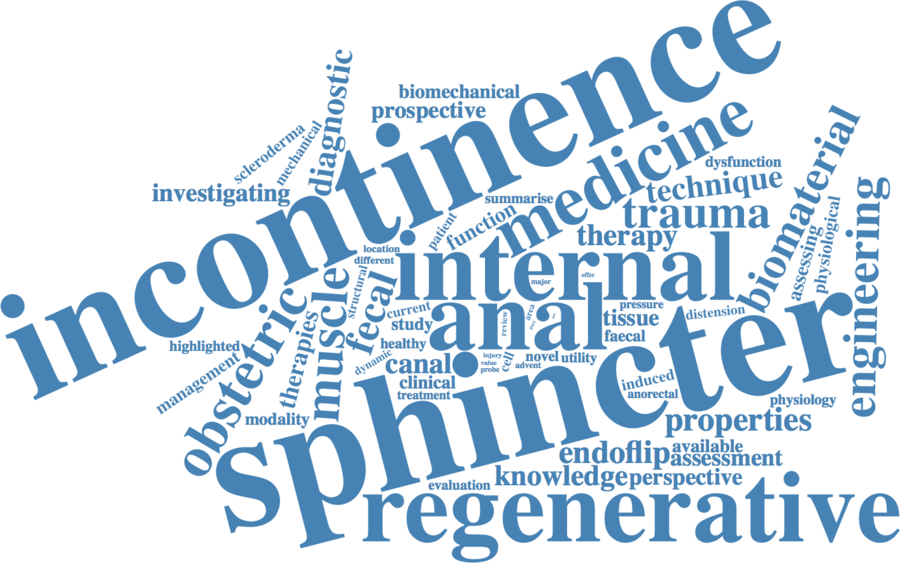 incontinence
biomechanical
prospective
diagnostic
scleroderma
mechanical
investigating
medicine
dysfunction
technique
biomaterial
summarise
trauma
function
patient
therapy
assessing
physiological
engineering
location
different
internal
major
offer
structural
fecal
muscle
obstetric
therapies
current
study
anal
review
area
pressure
tissue
distension
faecal
healthy
highlighted
dynamic
canal
injury
value
probe
cell
novel
utility
advent
management
clinical
treatment
sphincter
induced
anorectal
physiology
modality
properties
endoflip
available
assessment
knowledge
perspective
evaluation
regenerative